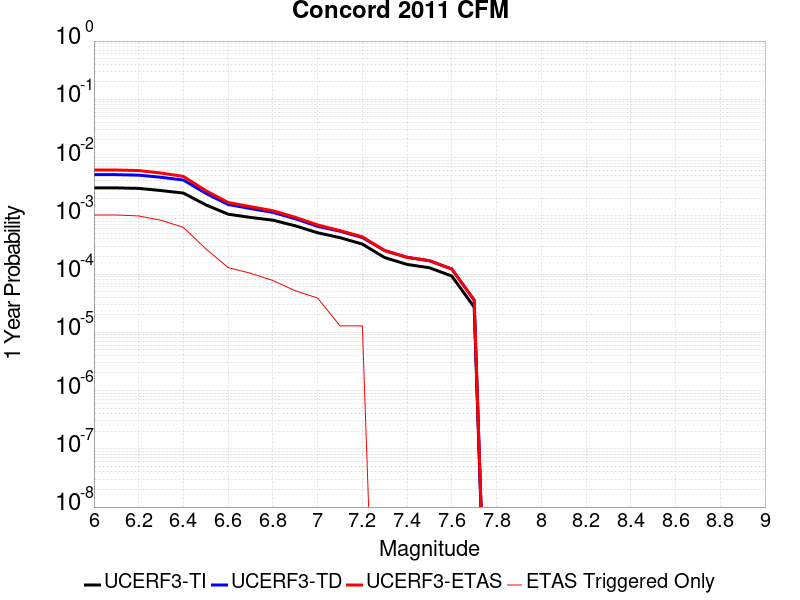 Concord 2011 CFM
10^0
10^-1
10^-2
10^-3
10^-4
10^-5
10^-6
10^-7
10^-8
1 Year Probability
6 6.2 6.4 6.6 6.8 7 7.2 7.4 7.6 7.8 8 8.2 8.4 8.6 8.8 9
Magnitude
UCERF3-TI UCERF3-TD UCERF3-ETAS ETAS Triggered Only